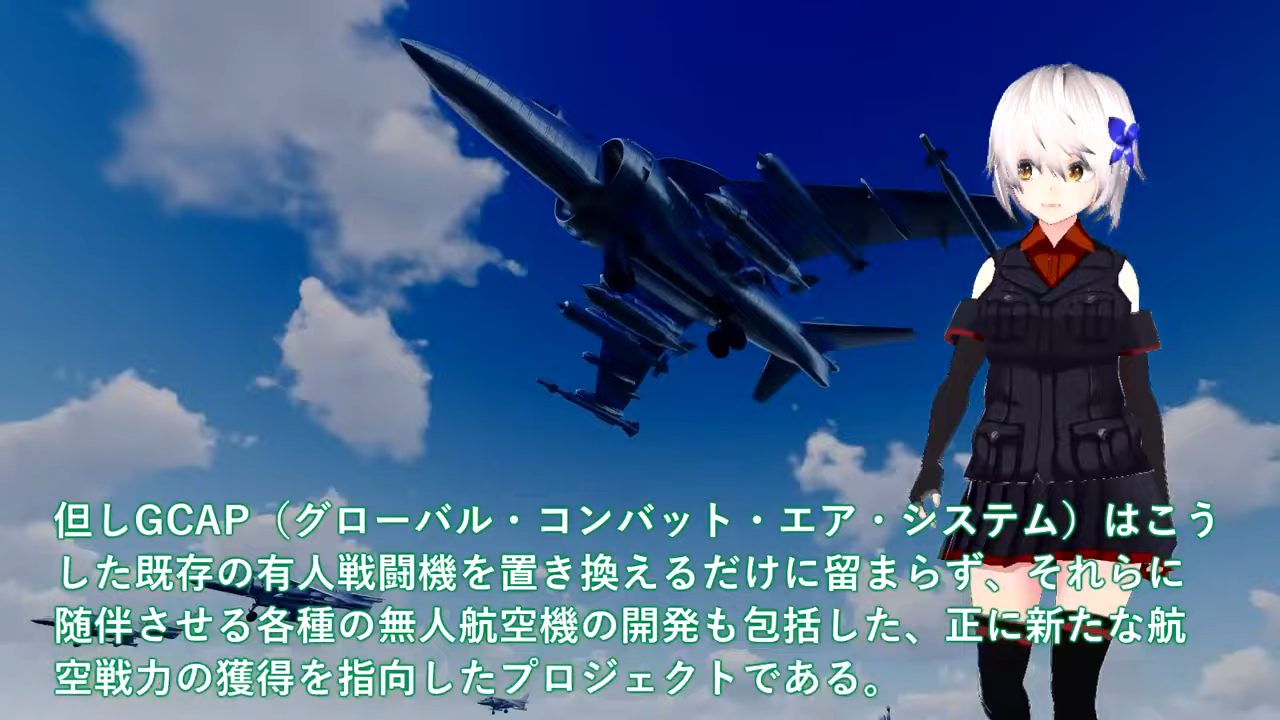 但しGCAP（グローバル・コンバット・エア・システム）はこう
した既存の有人戦闘機を置き換えるだけに留まらず、それらに
随伴させる各種の無人航空機の開発も包括した、正に新たな航
空戦力の獲得を指向したプロジェクトである。